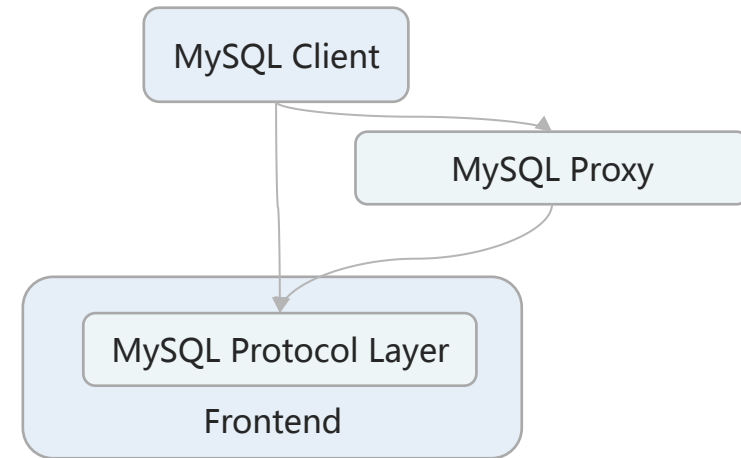 MySQL Client
MySQL Proxy
MySQL Protocol Layer
Frontend